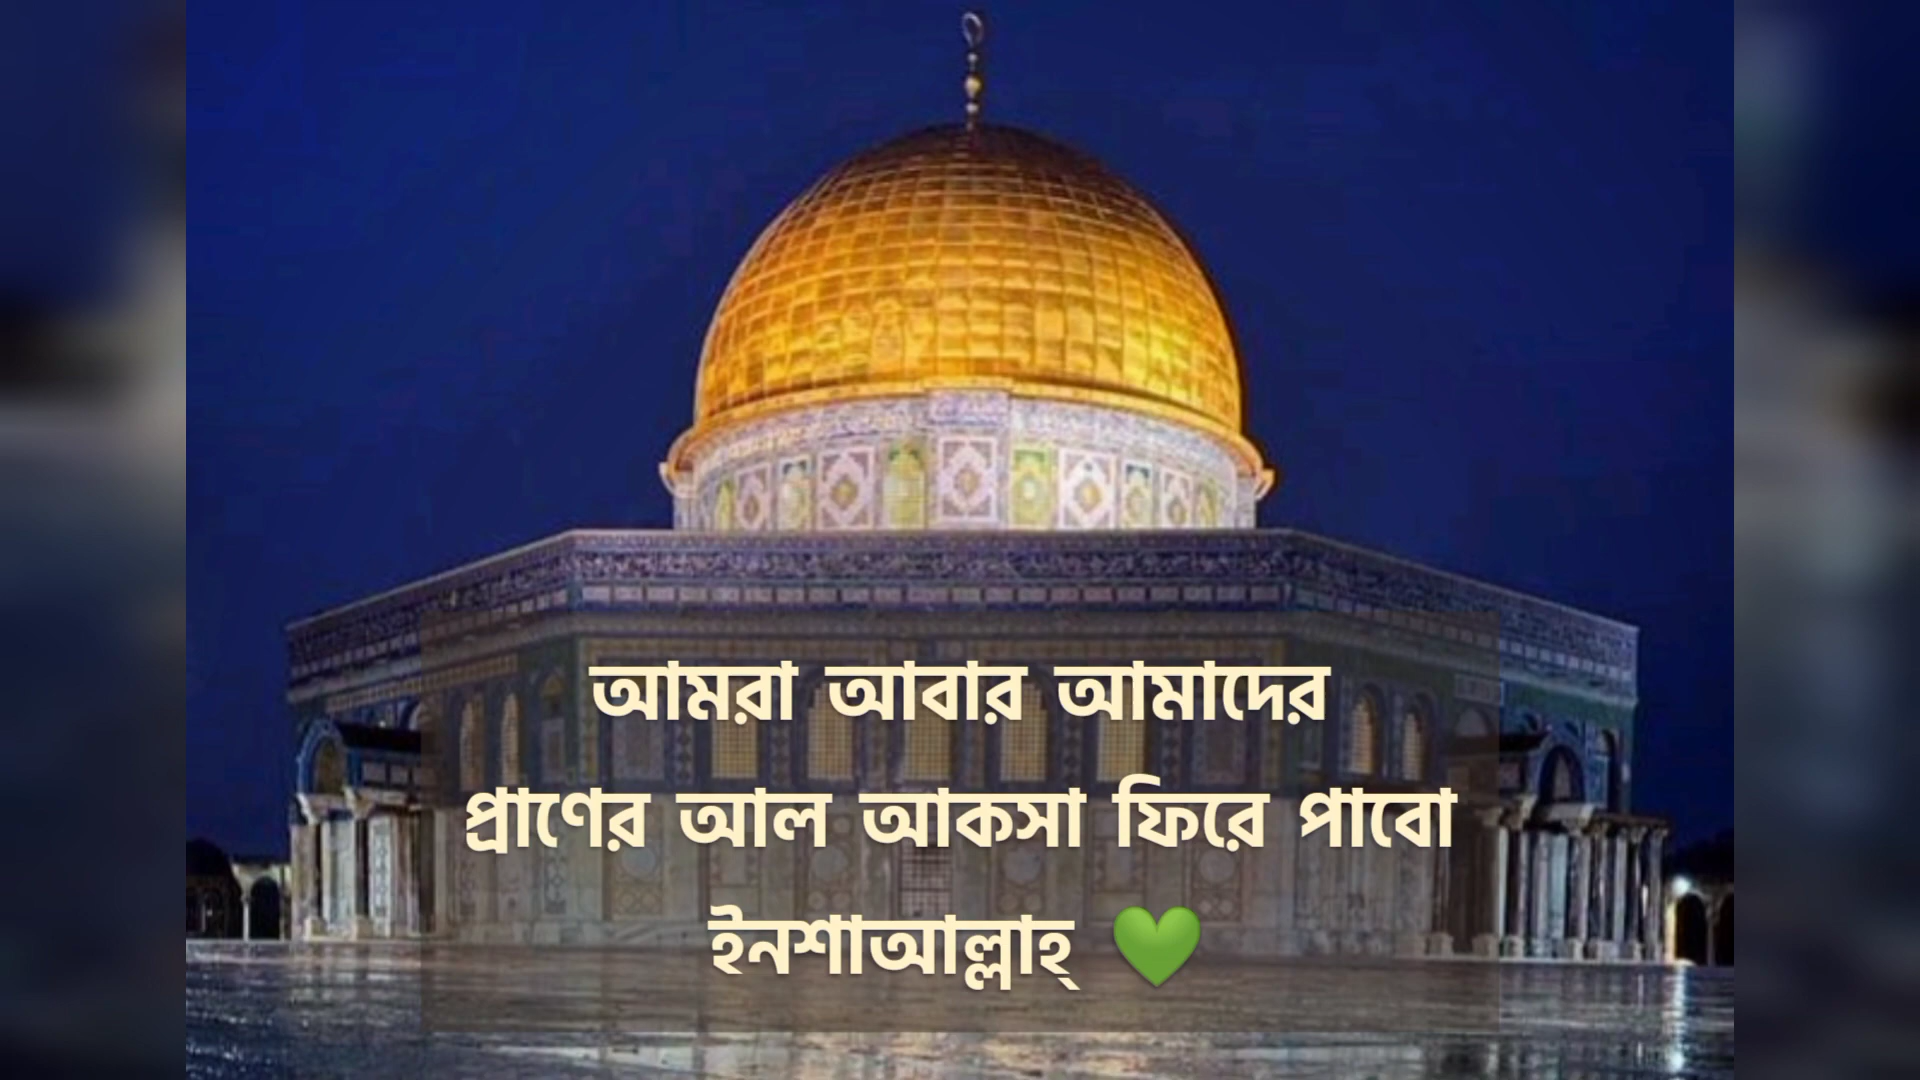 আমরা আবার আমাদের
প্রাণের আল আকসা ফিরে পাবো
ইনশাআল্লাহ্ 💚